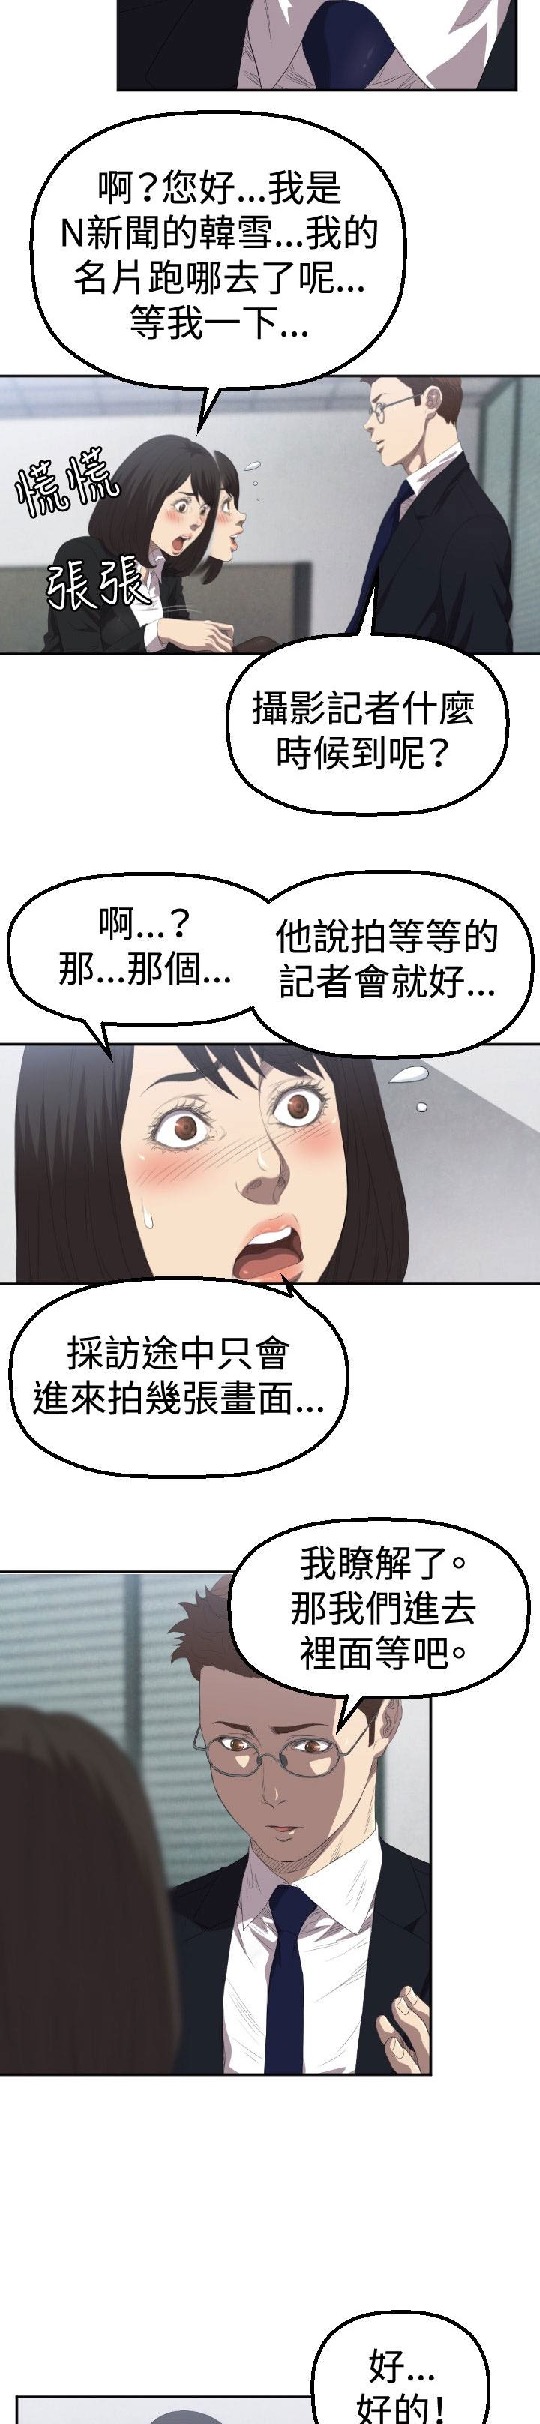 啊？您好...我是
N新聞的韓雪...我的
名片跑哪去了呢...
等我一下...
慌慌
張張
攝影記者什麼
時候到呢？
啊...？
那...那個...
他說拍等等的
記者會就好...
採訪途中只會
進來拍幾張畫面...
我瞭解了。
那我們進去
裡面等吧。
好...
好的！